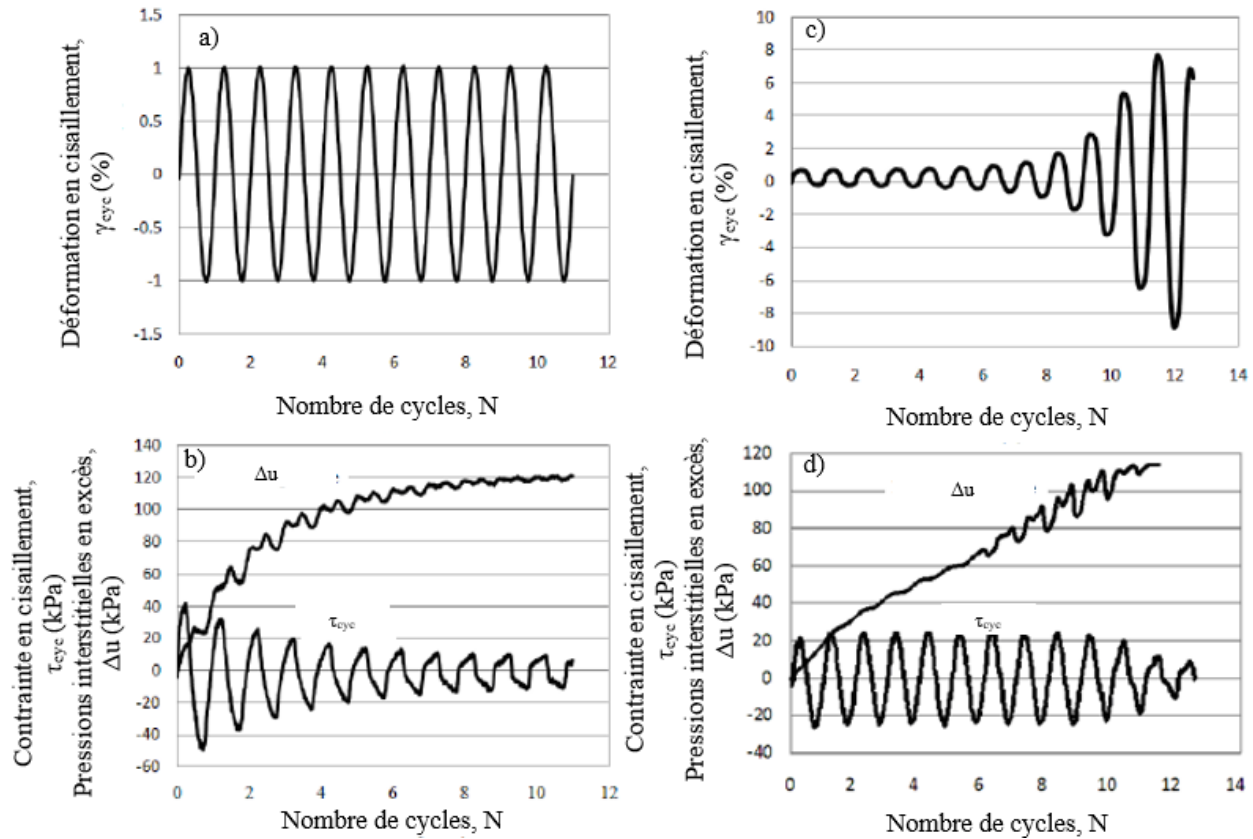 a)
Déformation en cisaillement,
γcyc (%)
1.5
1
0.5
0
-0.5
-1
-1.5
0 2 4 6 8 10 12
Nombre de cycles, N
c)
Déformation en cisaillement,
γcyc (%)
10
8
6
4
2
0
-2
-4
-6
-8
-10
0 2 4 6 8 10 12 14
Nombre de cycles, N
b)
Contrainte en cisaillement,
τcyc (kPa)
Pressions interstitielles en excès,
Δu (kPa)
140
120
100
80
60
40
20
0
-20
-40
-60
Δu
τcyc
0 2 4 6 8 10 12
Nombre de cycles, N
d)
Contrainte en cisaillement,
τcyc (kPa)
Pressions interstitielles en excès,
Δu (kPa)
120
100
80
60
40
20
0
-20
-40
Δu
τcyc
0 2 4 6 8 10 12 14
Nombre de cycles, N